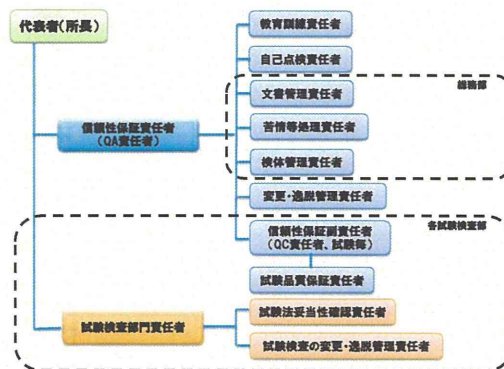 代表者(所長)
教育訓練責任者
自己点検責任者
総務部
文書管理責任者
信頼性保証責任者
(QA責任者)
苦情等処理責任者
検体管理責任者
変更・逸脱管理責任者
各試験検査部
信頼性保証副責任者
(QC責任者、試験毎)
試験品質保証責任者
試験検査部門責任者
試験法妥当性確認責任者
試験検査の変更・逸脱管理責任者